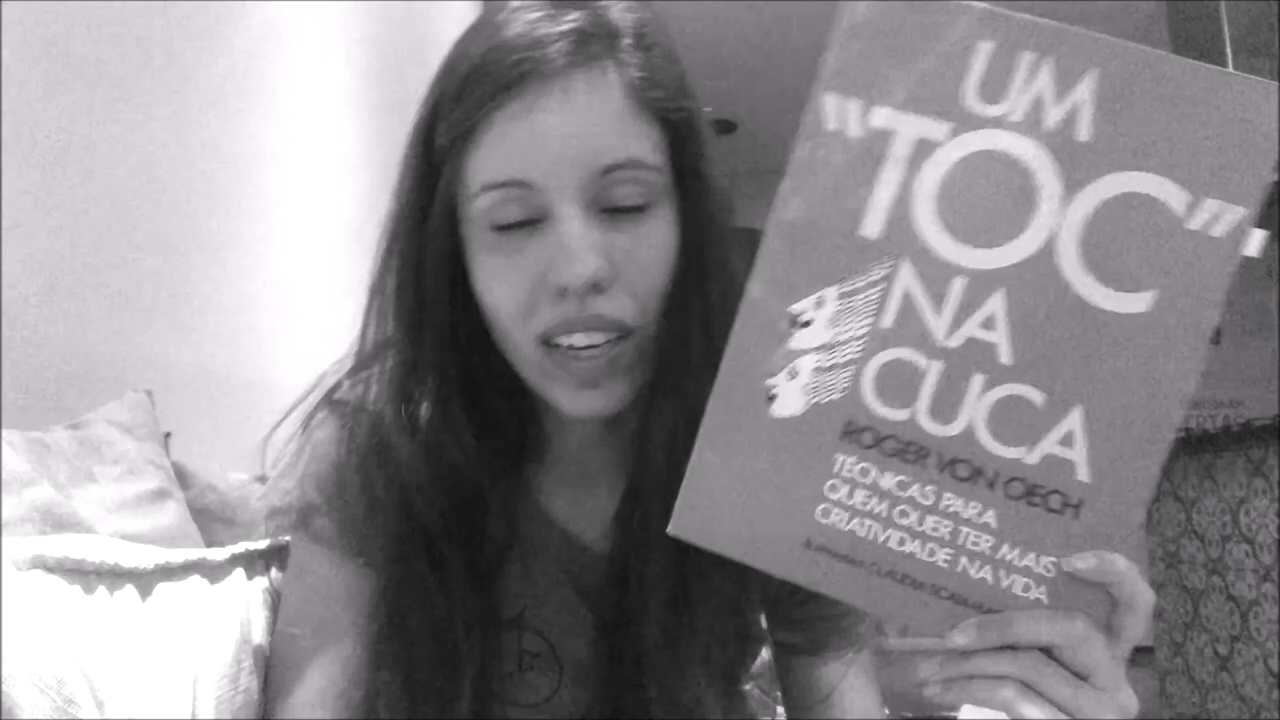 UM
"TOC"
NA
CUCA
ROGER VON OECH
TÉCNICAS PARA
QUEM QUER TER MAIS
CRIATIVIDADE NA VIDA